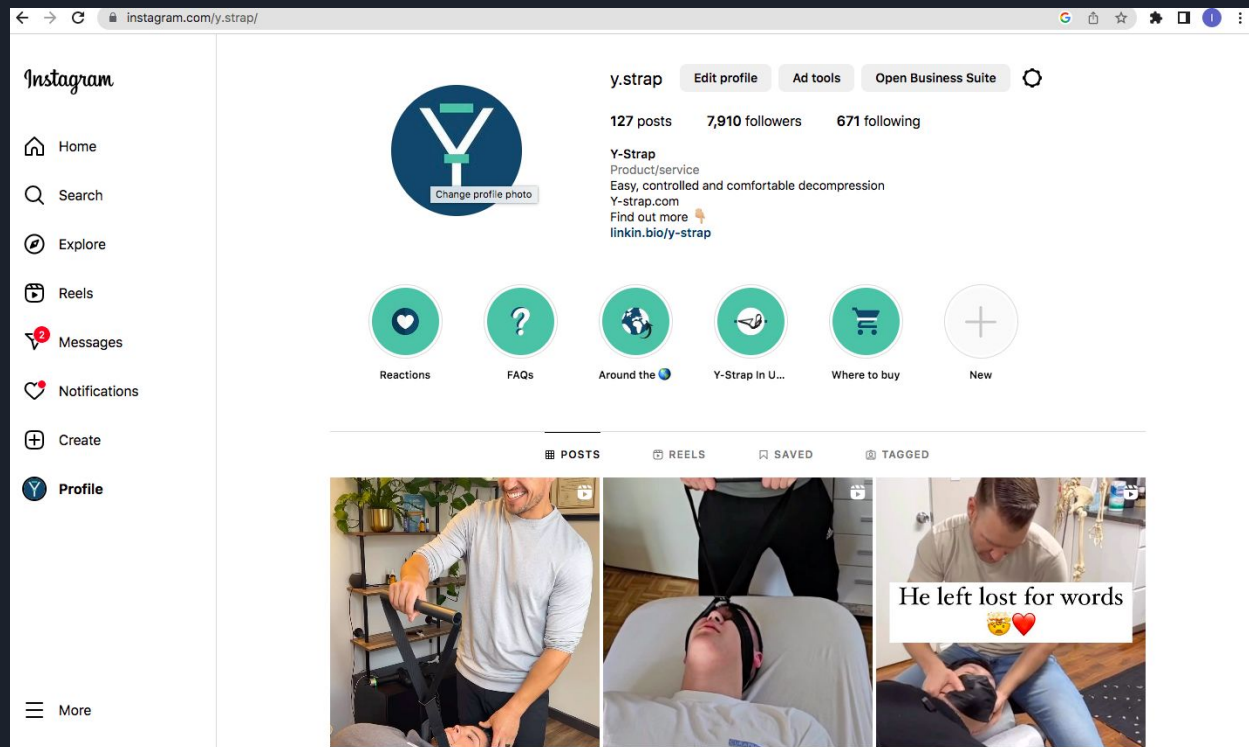 instagram.com/y.strap/
Instagram
Home
Search
Explore
Reels
2
Messages
Notifications
Create
Profile
More
y.strap Edit profile Ad tools Open Business Suite
127 posts 7,910 followers 671 following
Y-Strap
Product/service
Easy, controlled and comfortable decompression
Y-strap.com
Find out more 👇🏼
linkin.bio/y-strap
Change profile photo
Reactions FAQs Around the 🌎 Y-Strap In U... Where to buy New
POSTS REELS SAVED TAGGED
He left lost for words
🤯❤️